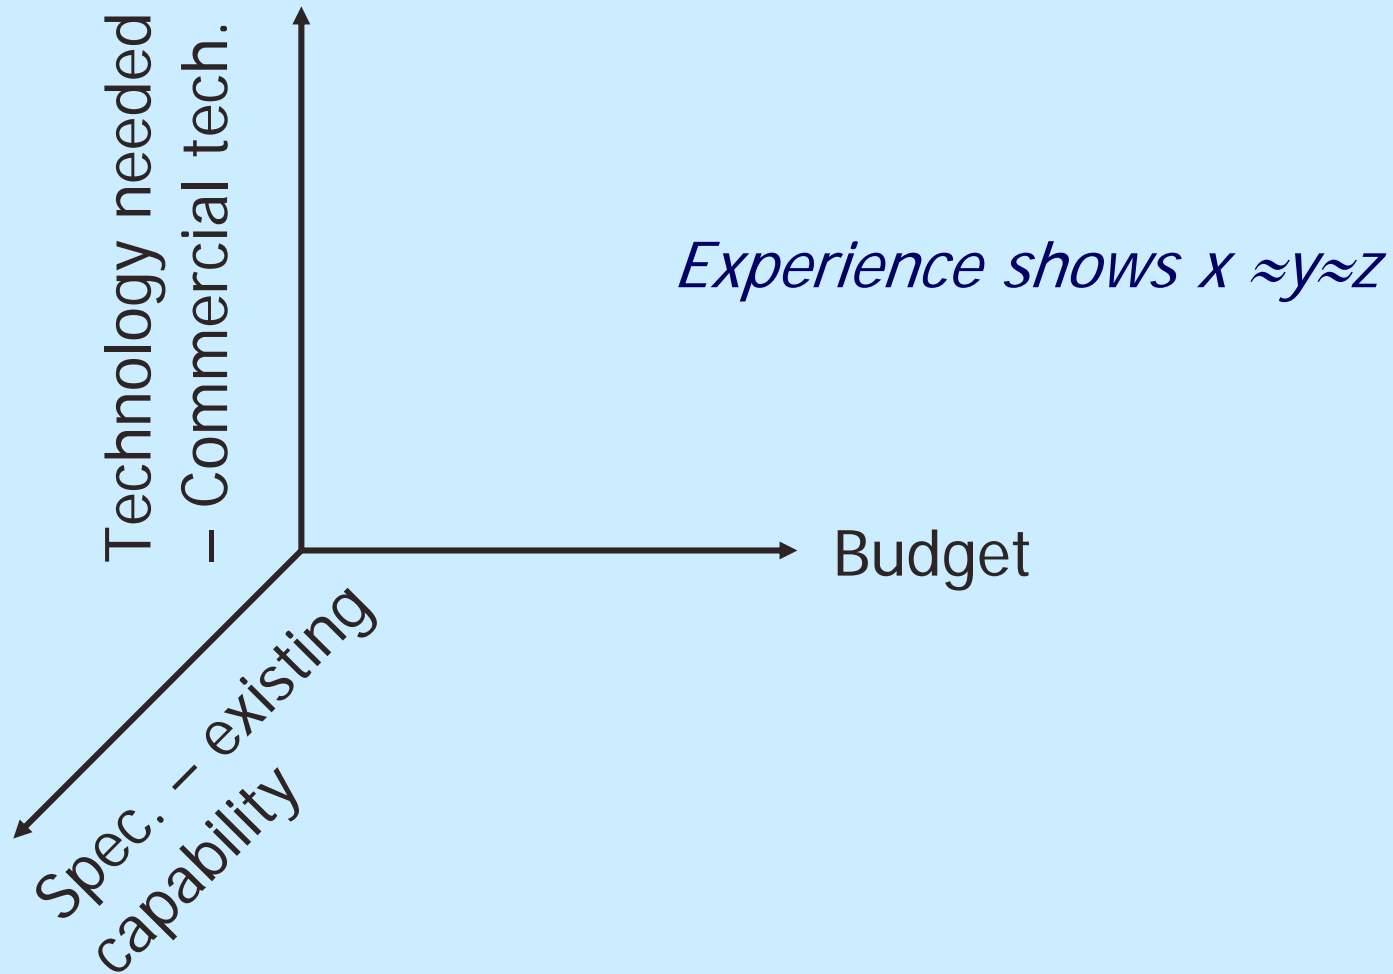 Technology needed
– Commercial tech.
Experience shows x ≈y≈z
Budget
Spec. – existing
capability